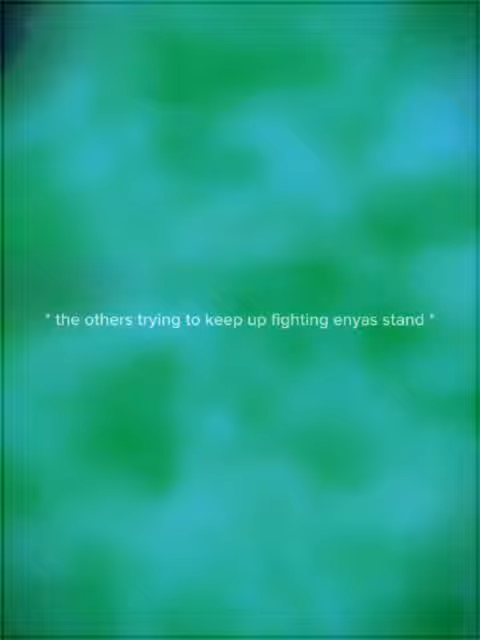 " the others trying to keep up fighting enyas stand "